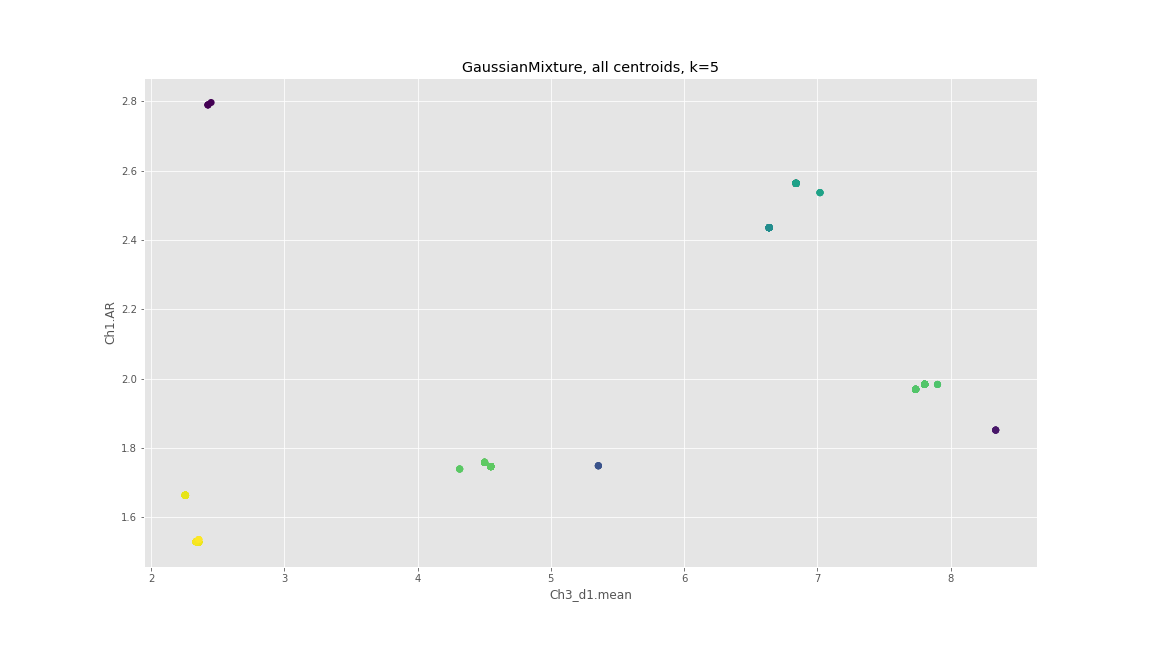 GaussianMixture, all centroids, k=5
2.8
2.6
2.4
2.2
2.0
1.8
1.6
Ch1.AR
2 3 4 5 6 7 8
Ch3_d1.mean